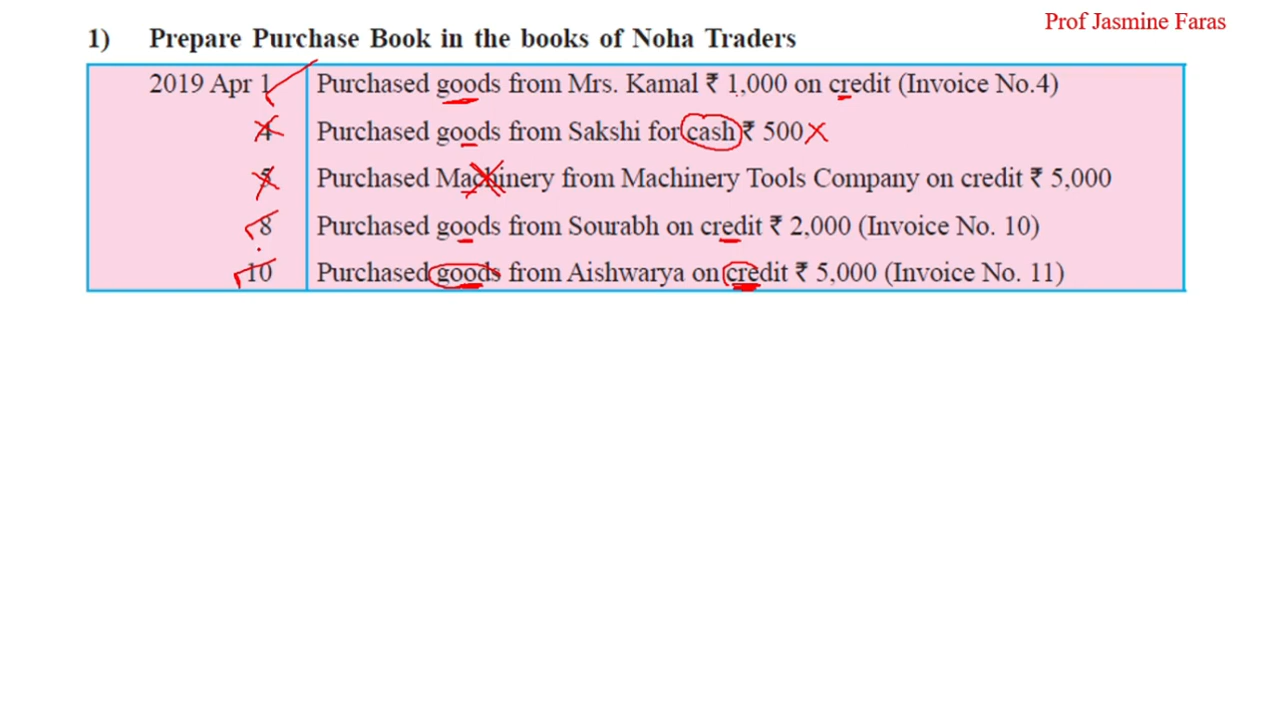 Prof Jasmine Faras
1) Prepare Purchase Book in the books of Noha Traders
2019 Apr 1 Purchased goods from Mrs. Kamal ₹ 1,000 on credit (Invoice No.4)
4 Purchased goods from Sakshi for cash ₹ 500
5 Purchased Machinery from Machinery Tools Company on credit ₹ 5,000
8 Purchased goods from Sourabh on credit ₹ 2,000 (Invoice No. 10)
10 Purchased goods from Aishwarya on credit ₹ 5,000 (Invoice No. 11)